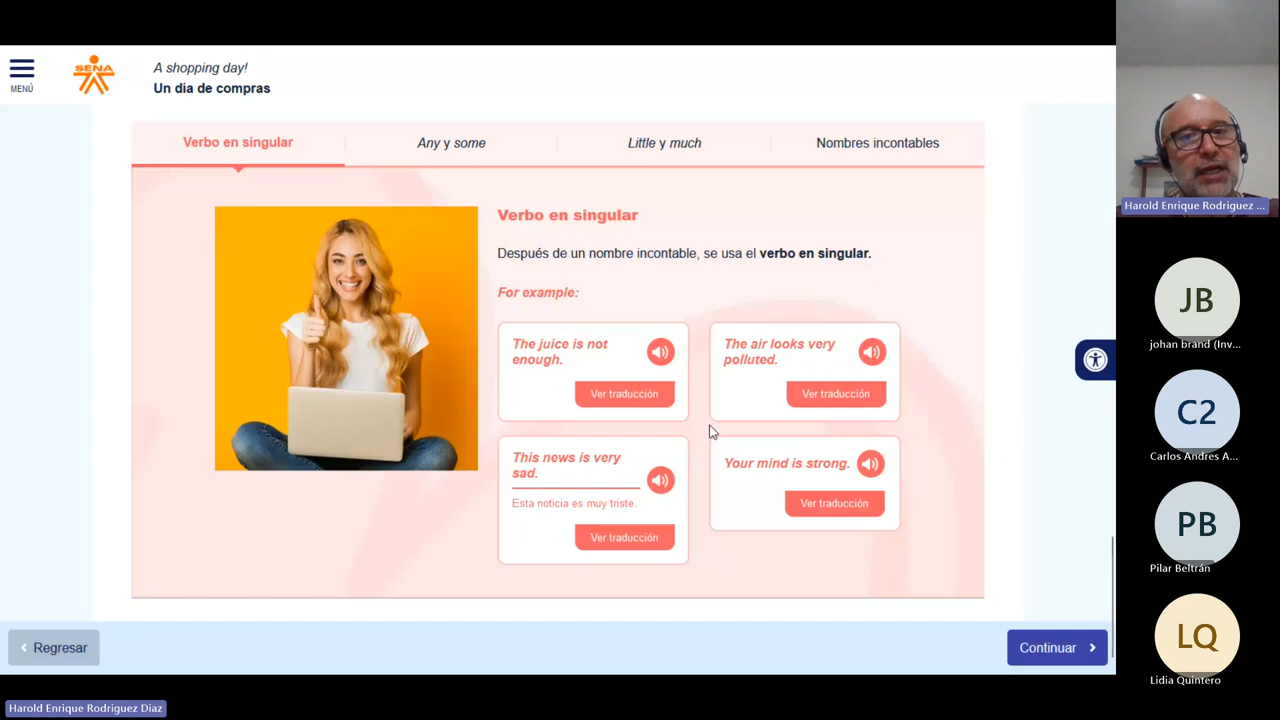 MENÚ
SENA
A shopping day!
Un día de compras
Verbo en singular
Any y some
Little y much
Nombres incontables
Verbo en singular
Después de un nombre incontable, se usa el verbo en singular.
For example:
The juice is not
enough.
Ver traducción
The air looks very
polluted.
Ver traducción
This news is very
sad.
Esta noticia es muy triste.
Ver traducción
Your mind is strong.
Ver traducción
Regresar
Continuar
Harold Enrique Rodriguez ...
JB
johan brand (Inv...
C2
Carlos Andres A...
PB
Pilar Beltrán
LQ
Lidia Quintero
Harold Enrique Rodriguez Diaz